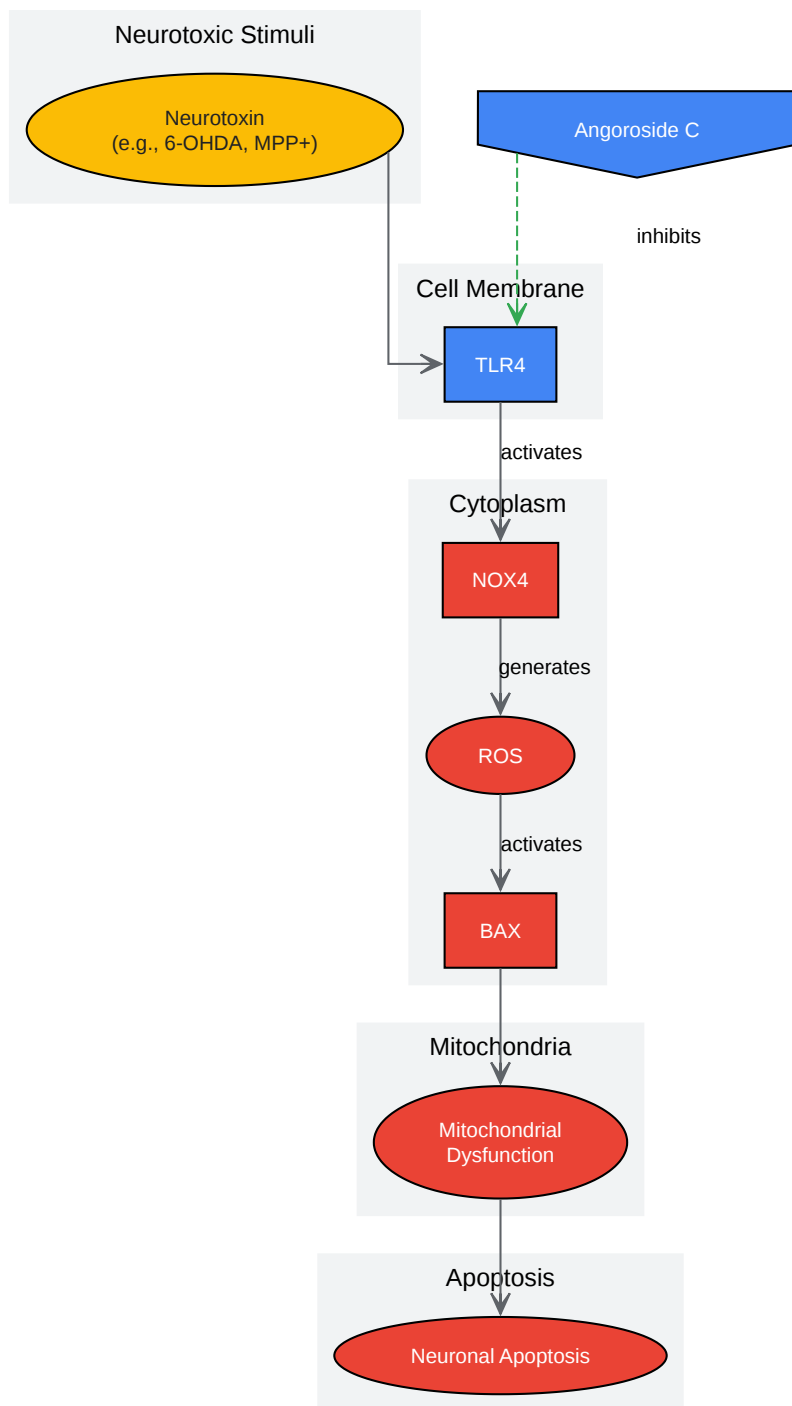 Neurotoxic Stimuli
Neurotoxin
(e.g., 6-OHDA, MPP+)
Angoroside C
inhibits
Cell Membrane
TLR4
activates
Cytoplasm
NOX4
generates
ROS
activates
BAX
Mitochondria
Mitochondrial
Dysfunction
Apoptosis
Neuronal Apoptosis